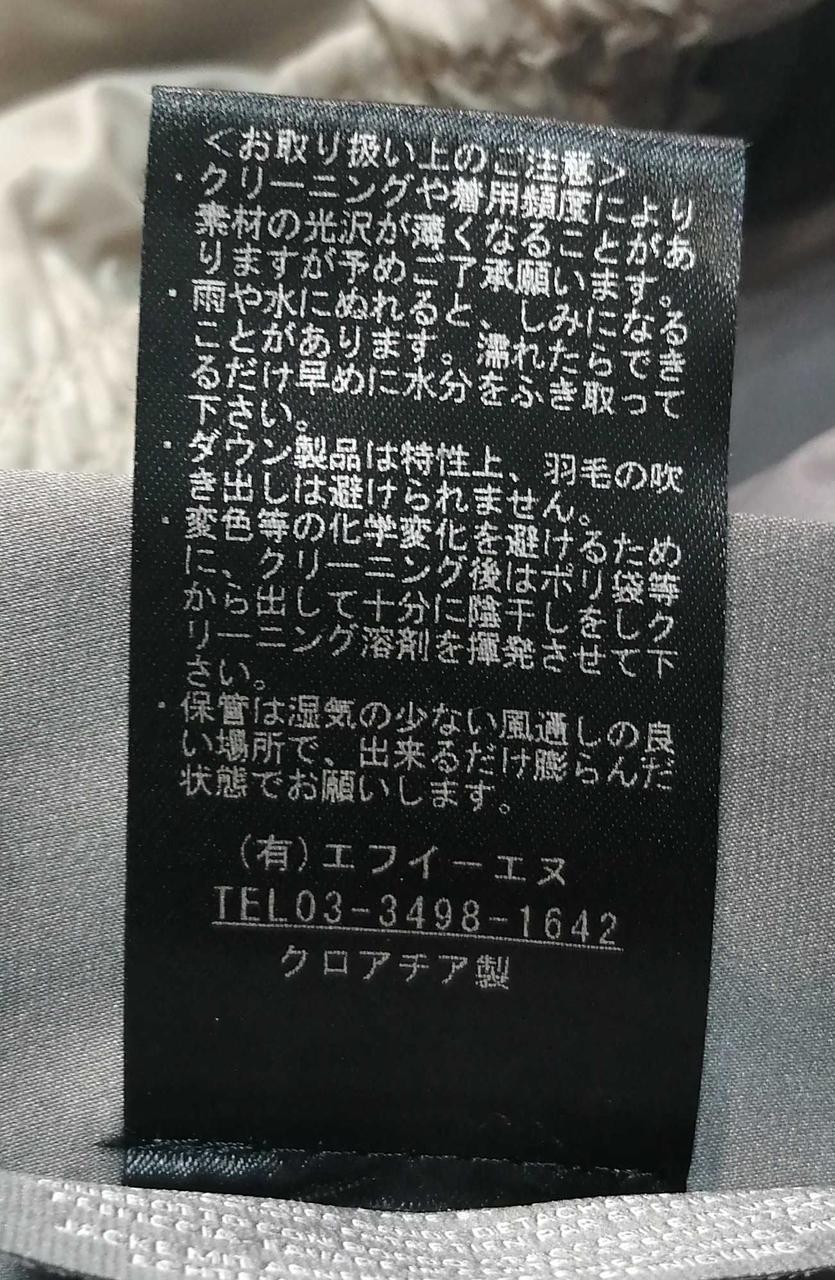 <お取り扱い上のご注意>
・クリーニングや着用頻度により
素材の光沢が薄くなることがあ
りますが予めご了承願います。
・雨や水にぬれると、しみになる
ことがあります。濡れたらできて
るだけ早めに水分をふき取って
下さい。
・ダウン製品は特性上、羽毛の吹
き出しは避けられません。
・変色等の化学変化を避けるため
に、クリーニング後はポリ袋等
から出して十分に陰干しをしク
リーニング溶剤を揮発させて下
さい。
・保管は湿気の少ない風通しの良
い場所で、出来るだけ膨らんだ
状態でお願いします。
(有)エフイーエヌ
TEL03-3498-1642
クロアチア製
JACKE MIT